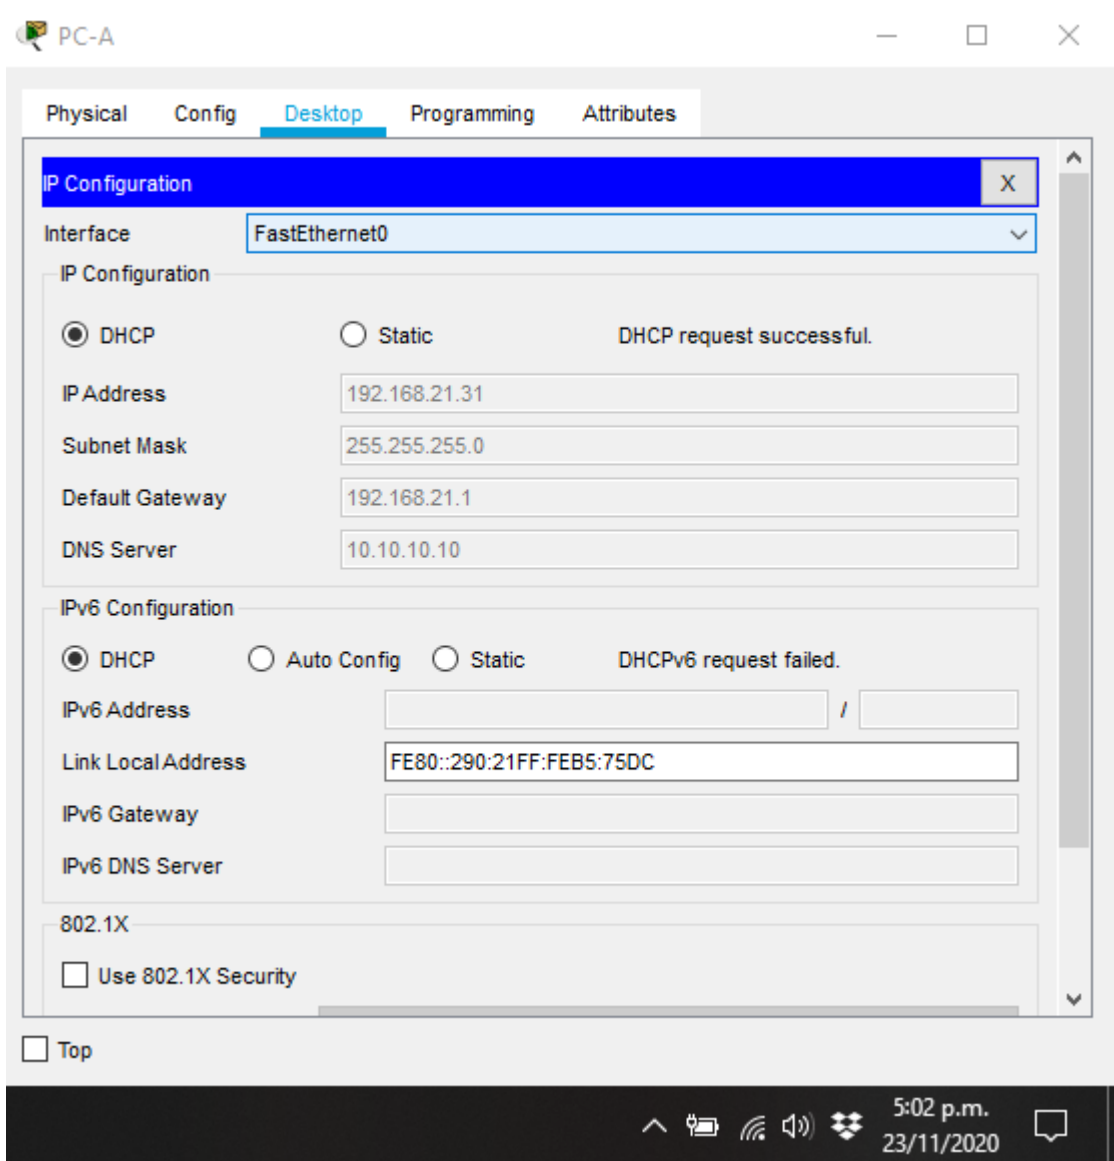 PC-A
Physical Config Desktop Programming Attributes
IP Configuration X
Interface FastEthernet0
IP Configuration
DHCP Static DHCP request successful.
IP Address 192.168.21.31
Subnet Mask 255.255.255.0
Default Gateway 192.168.21.1
DNS Server 10.10.10.10
IPv6 Configuration
DHCP Auto Config Static DHCPv6 request failed.
IPv6 Address /
Link Local Address FE80::290:21FF:FEB5:75DC
IPv6 Gateway
IPv6 DNS Server
802.1X
Use 802.1X Security
Top
5:02 p.m.
23/11/2020